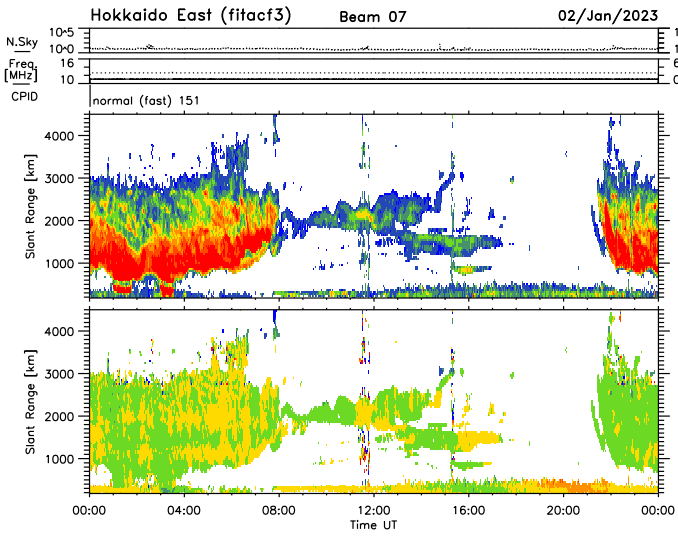 Hokkaido East (fitacf3) Beam 07 02/Jan/2023
N.Sky 10^5 10^0 1 1
Freq. [MHz] 16 10 6 1
CPID normal (fast) 151
Slant Range [km] 4000 3000 2000 1000
Slant Range [km] 4000 3000 2000 1000
00:00 04:00 08:00 12:00 16:00 20:00 00:00
Time UT